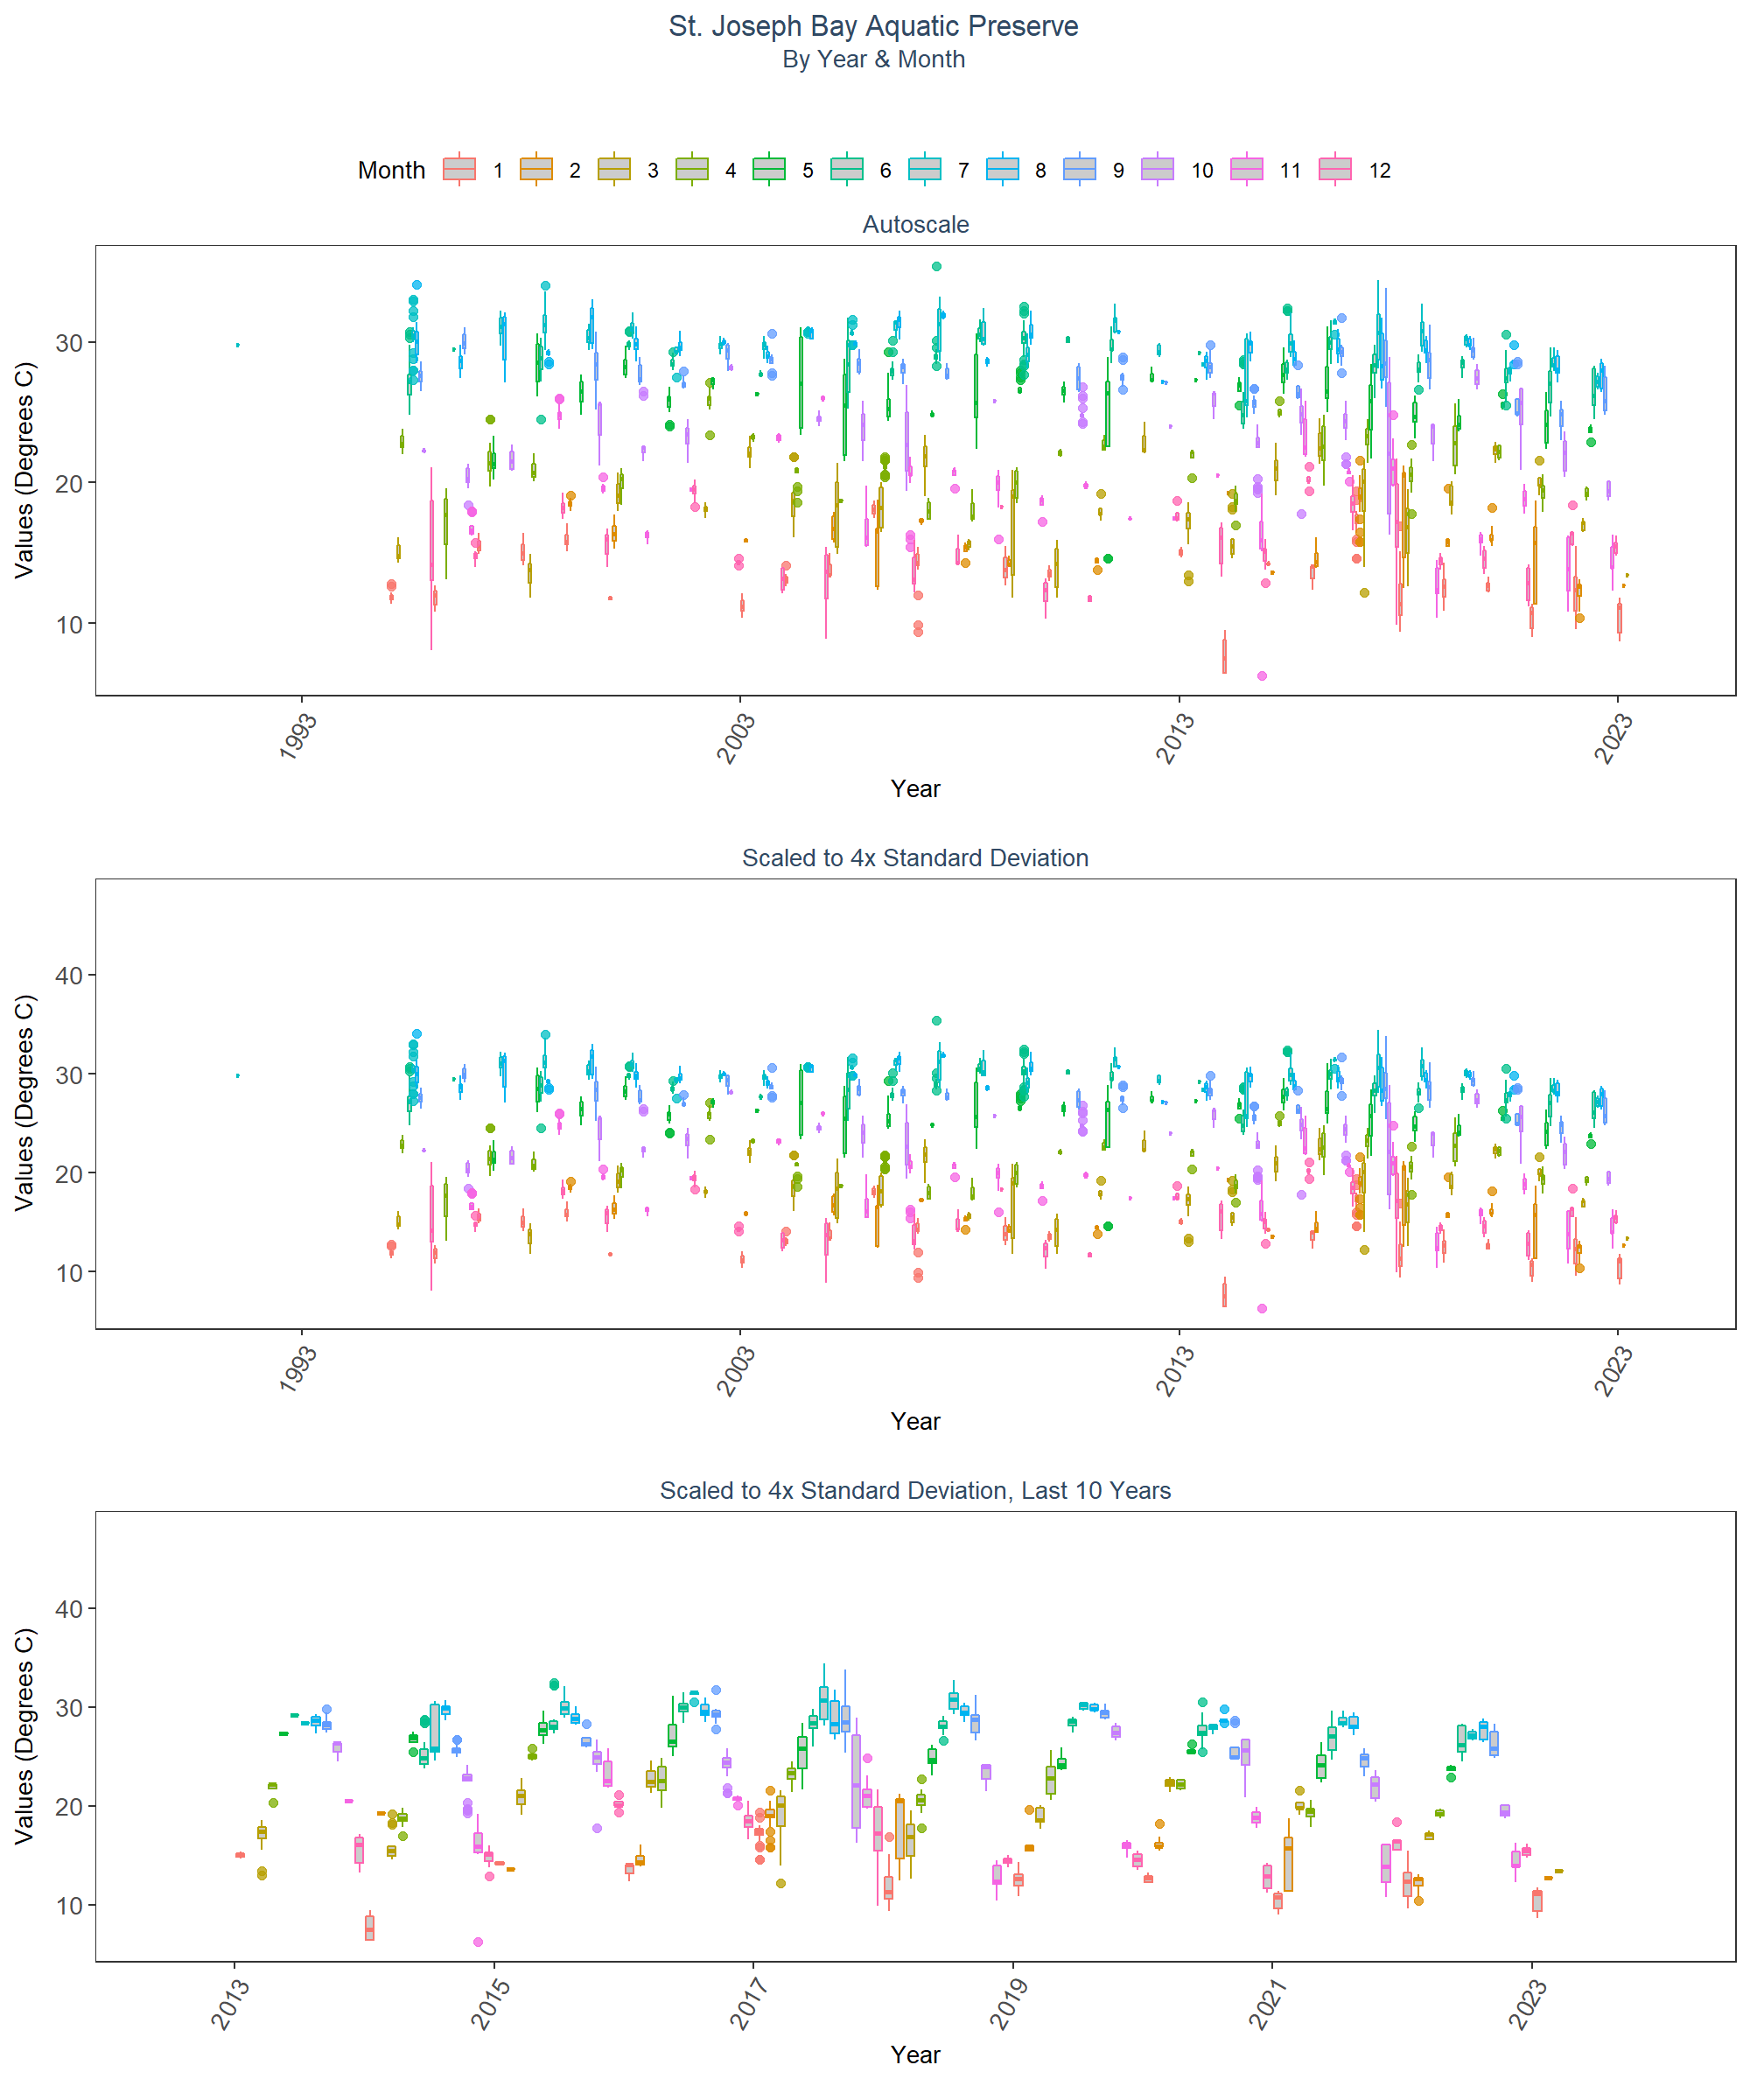 St. Joseph Bay Aquatic Preserve
By Year & Month
Month 1 2 3 4 5 6 7 8 9 10 11 12
Autoscale
Values (Degrees C)
30
20
10
1993 2003 2013 2023
Year
Scaled to 4x Standard Deviation
Values (Degrees C)
40
30
20
10
1993 2003 2013 2023
Year
Scaled to 4x Standard Deviation, Last 10 Years
Values (Degrees C)
40
30
20
10
2013 2015 2017 2019 2021 2023
Year